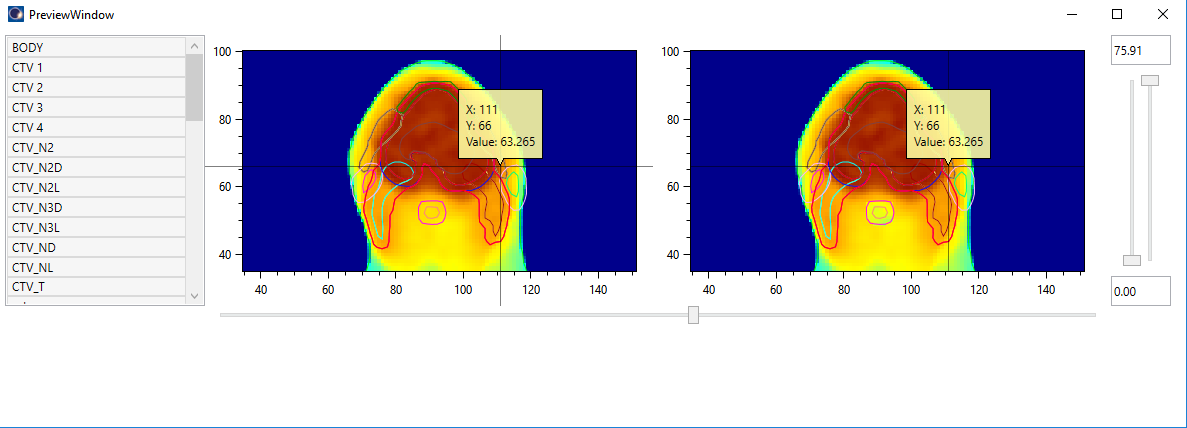 PreviewWindow
BODY
CTV 1
CTV 2
CTV 3
CTV 4
CTV_N2
CTV_N2D
CTV_N2L
CTV_N3D
CTV_N3L
CTV_ND
CTV_NL
CTV_T
100
80
60
40
40
60
80
100
120
140
X: 111
Y: 66
Value: 63.265
100
80
60
40
40
60
80
100
120
140
X: 111
Y: 66
Value: 63.265
75.91
0.00